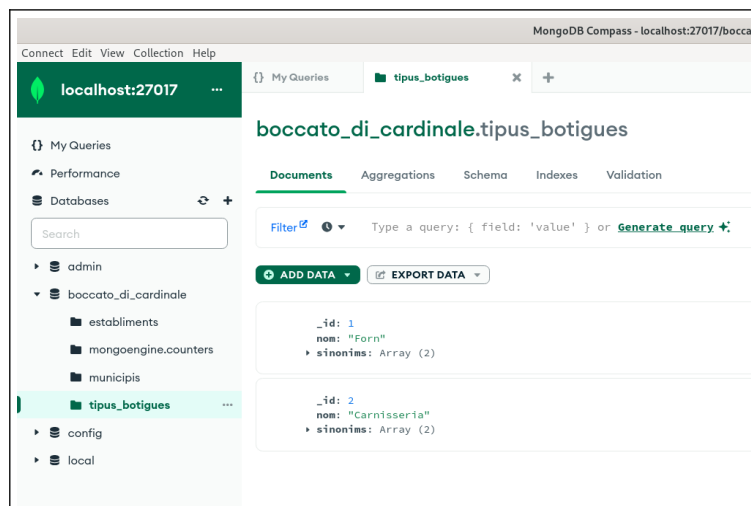 MongoDB Compass - localhost:27017/bocca
Connect Edit View Collection Help
localhost:27017 ...
{} My Queries
tipus_botigues
boccato_di_cardinale.tipus_botigues
{} My Queries
Performance
Databases
Search
admin
boccato_di_cardinale
establiments
mongoengine.counters
municipis
tipus_botigues ...
config
local
Documents Aggregations Schema Indexes Validation
Filter Type a query: { field: 'value' } or Generate query
ADD DATA EXPORT DATA
_id: 1
nom: "Forn"
sinonims: Array (2)
_id: 2
nom: "Carnisseria"
sinonims: Array (2)